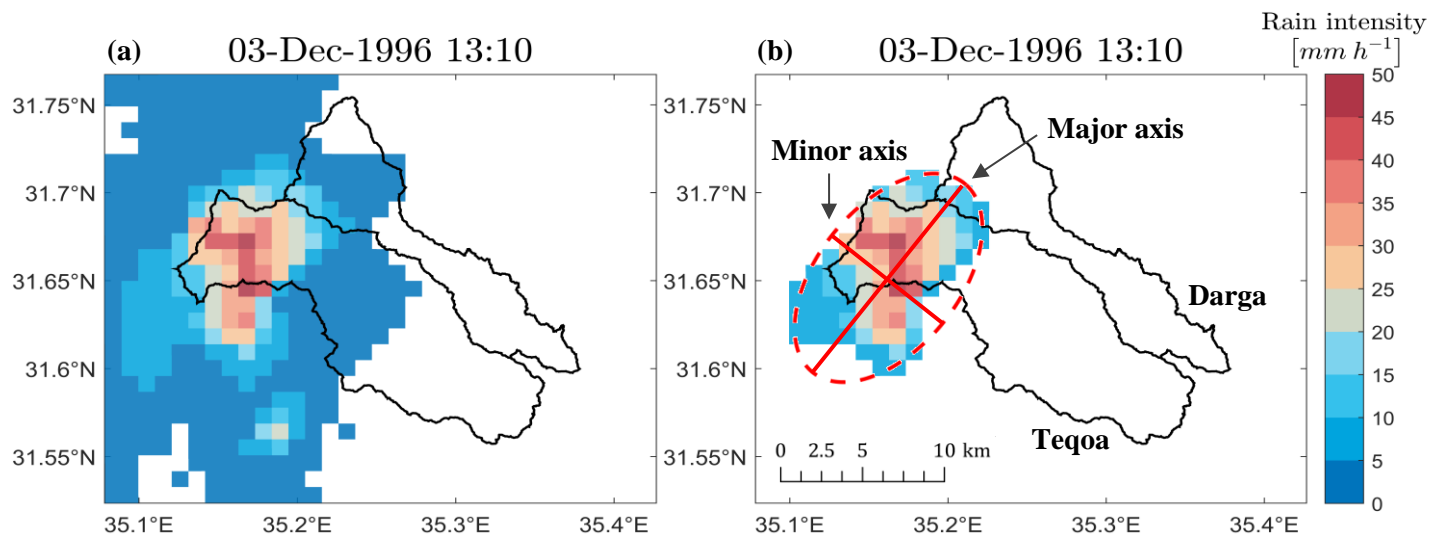 (a) 03-Dec-1996 13:10
31.75°N
31.7°N
31.65°N
31.6°N
31.55°N
35.1°E 35.2°E 35.3°E 35.4°E
(b) 03-Dec-1996 13:10
31.75°N
31.7°N
31.65°N
31.6°N
31.55°N
35.1°E 35.2°E 35.3°E 35.4°E
Major axis
Minor axis
Darga
Teqoa
0 2.5 5 10 km
Rain intensity
[mm h⁻¹]
50
45
40
35
30
25
20
15
10
5
0